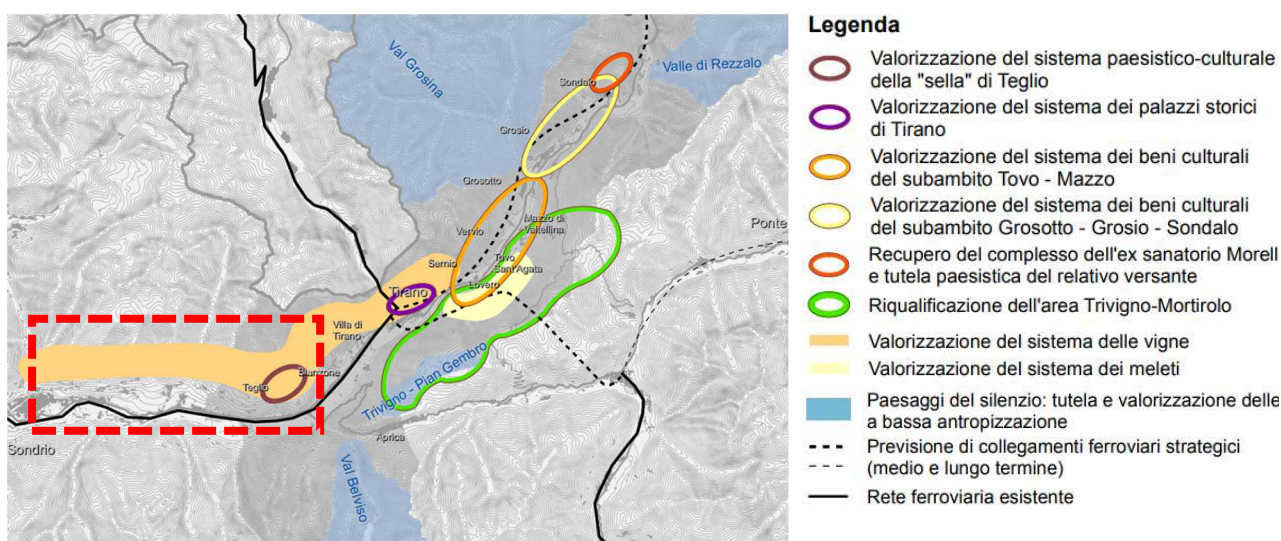 Val Grosina
Valle di Rezzalo
Sondalo
Grosio
Grosotto
Mazzo di
Valtellina
Ponte
Vervio
Sernio
Tovo
Sant'Agata
Lovero
Tirano
Villa di
Tirano
Bianzone
Teglio
Trivigno - Pian Gembro
Aprica
Sondrio
Val Belviso
Legenda
Valorizzazione del sistema paesistico-culturale
della "sella" di Teglio
Valorizzazione del sistema dei palazzi storici
di Tirano
Valorizzazione del sistema dei beni culturali
del subambito Tovo - Mazzo
Valorizzazione del sistema dei beni culturali
del subambito Grosotto - Grosio - Sondalo
Recupero del complesso dell'ex sanatorio Morell
e tutela paesistica del relativo versante
Riqualificazione dell'area Trivigno-Mortirolo
Valorizzazione del sistema delle vigne
Valorizzazione del sistema dei meleti
Paesaggi del silenzio: tutela e valorizzazione delle
a bassa antropizzazione
Previsione di collegamenti ferroviari strategici
(medio e lungo termine)
Rete ferroviaria esistente